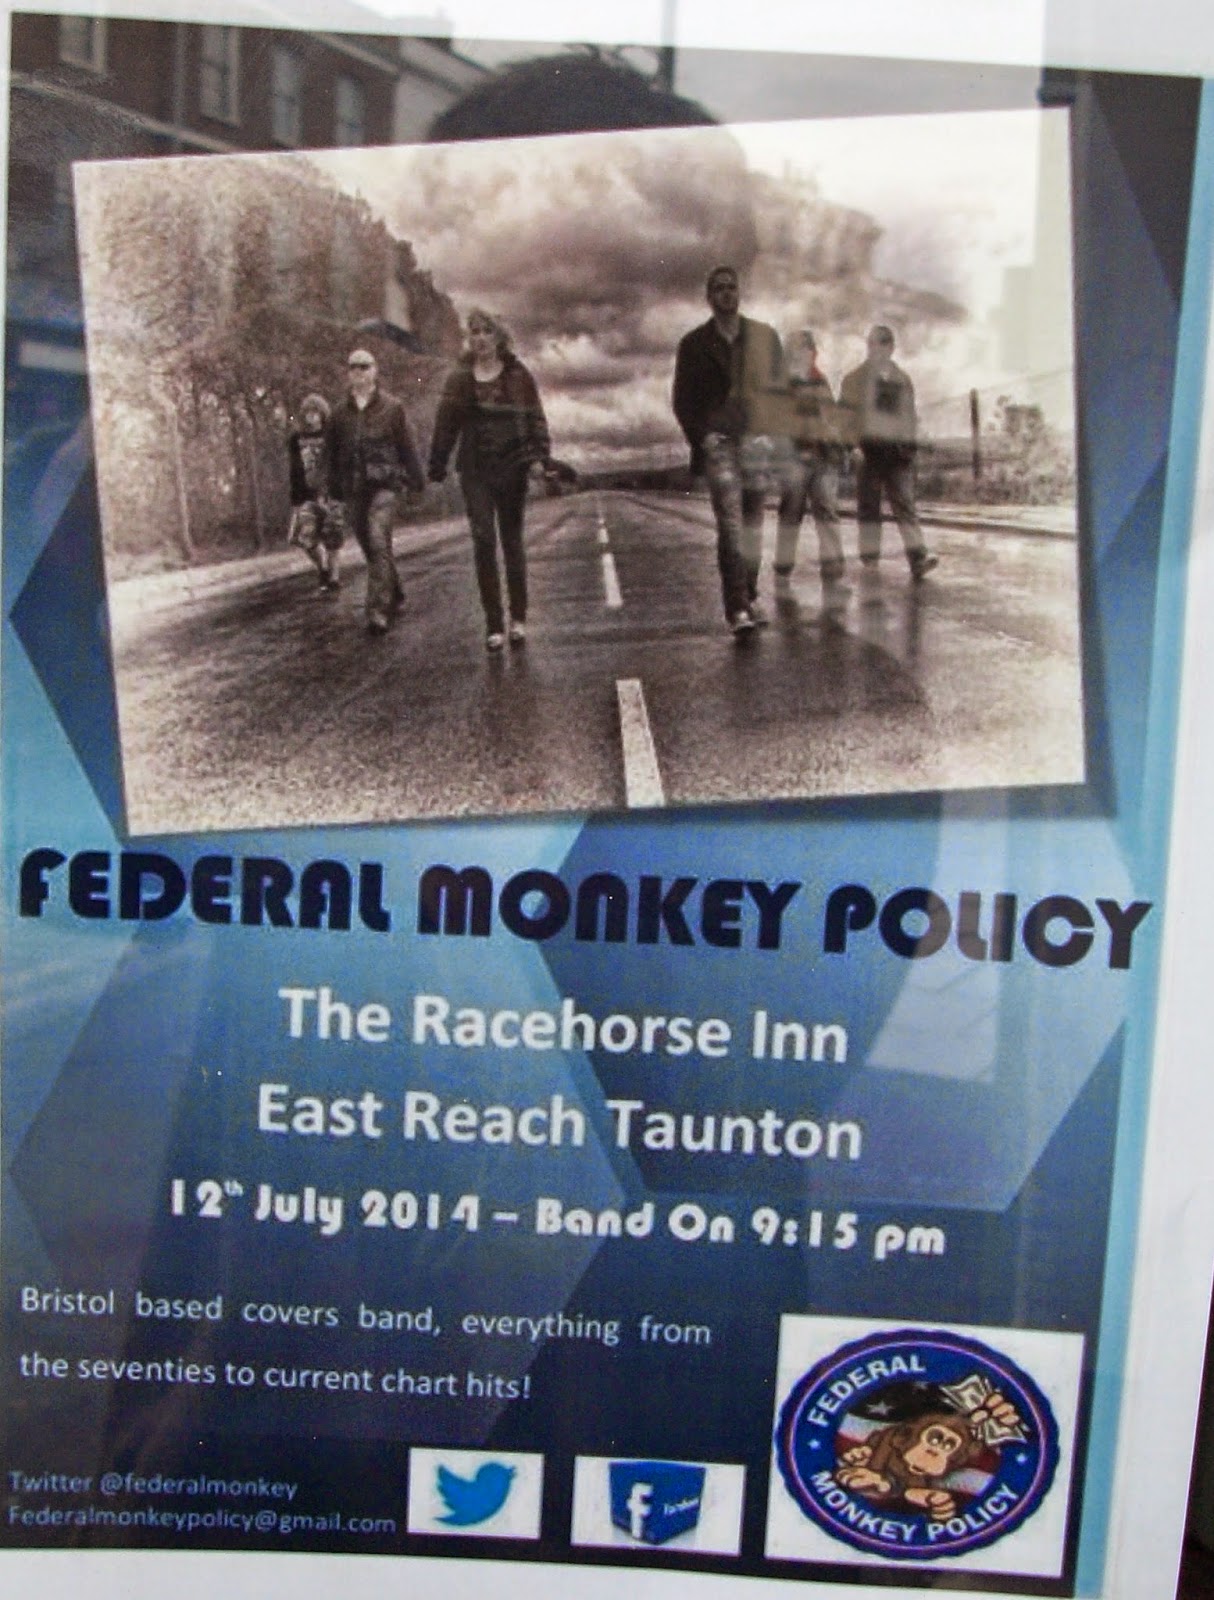 FEDERAL MONKEY POLICY
The Racehorse Inn
East Reach Taunton
12th July 2014 – Band On 9:15 pm
Bristol based covers band, everything from
the seventies to current chart hits!
Twitter @federalmonkey
Federalmonkeypolicy@gmail.com
f facebook
FEDERAL
MONKEY POLICY